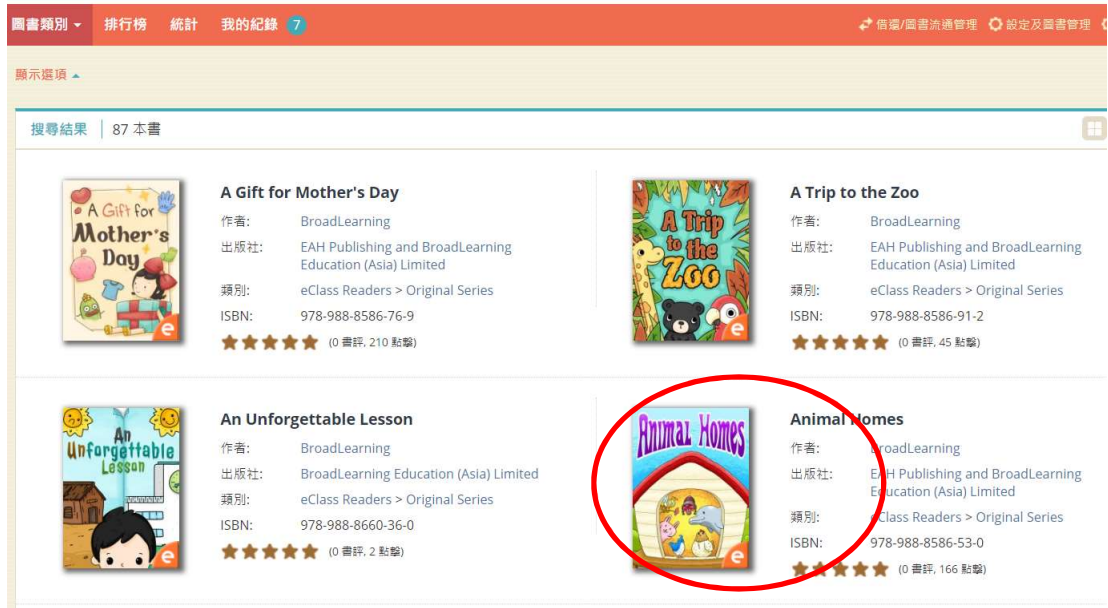 圖書類別 排行榜 統計 我的紀錄 7 借還/圖書流通管理 設定及圖書管理
顯示選項
搜尋結果 87 本書
A Gift for
Mother's
Day
e
A Gift for Mother's Day
作者: BroadLearning
出版社: EAH Publishing and BroadLearning
Education (Asia) Limited
類別: eClass Readers > Original Series
ISBN: 978-988-8586-76-9
(0 書評, 210 點擊)
A Trip
to the
Zoo
e
A Trip to the Zoo
作者: BroadLearning
出版社: EAH Publishing and BroadLearning
Education (Asia) Limited
類別: eClass Readers > Original Series
ISBN: 978-988-8586-91-2
(0 書評, 45 點擊)
An
Unforgettable
Lesson
e
An Unforgettable Lesson
作者: BroadLearning
出版社: BroadLearning Education (Asia) Limited
類別: eClass Readers > Original Series
ISBN: 978-988-8660-36-0
(0 書評, 2 點擊)
Animal Homes
e
Animal Homes
作者: BroadLearning
出版社: EAH Publishing and BroadLearning
Education (Asia) Limited
類別: eClass Readers > Original Series
ISBN: 978-988-8586-53-0
(0 書評, 166 點擊)